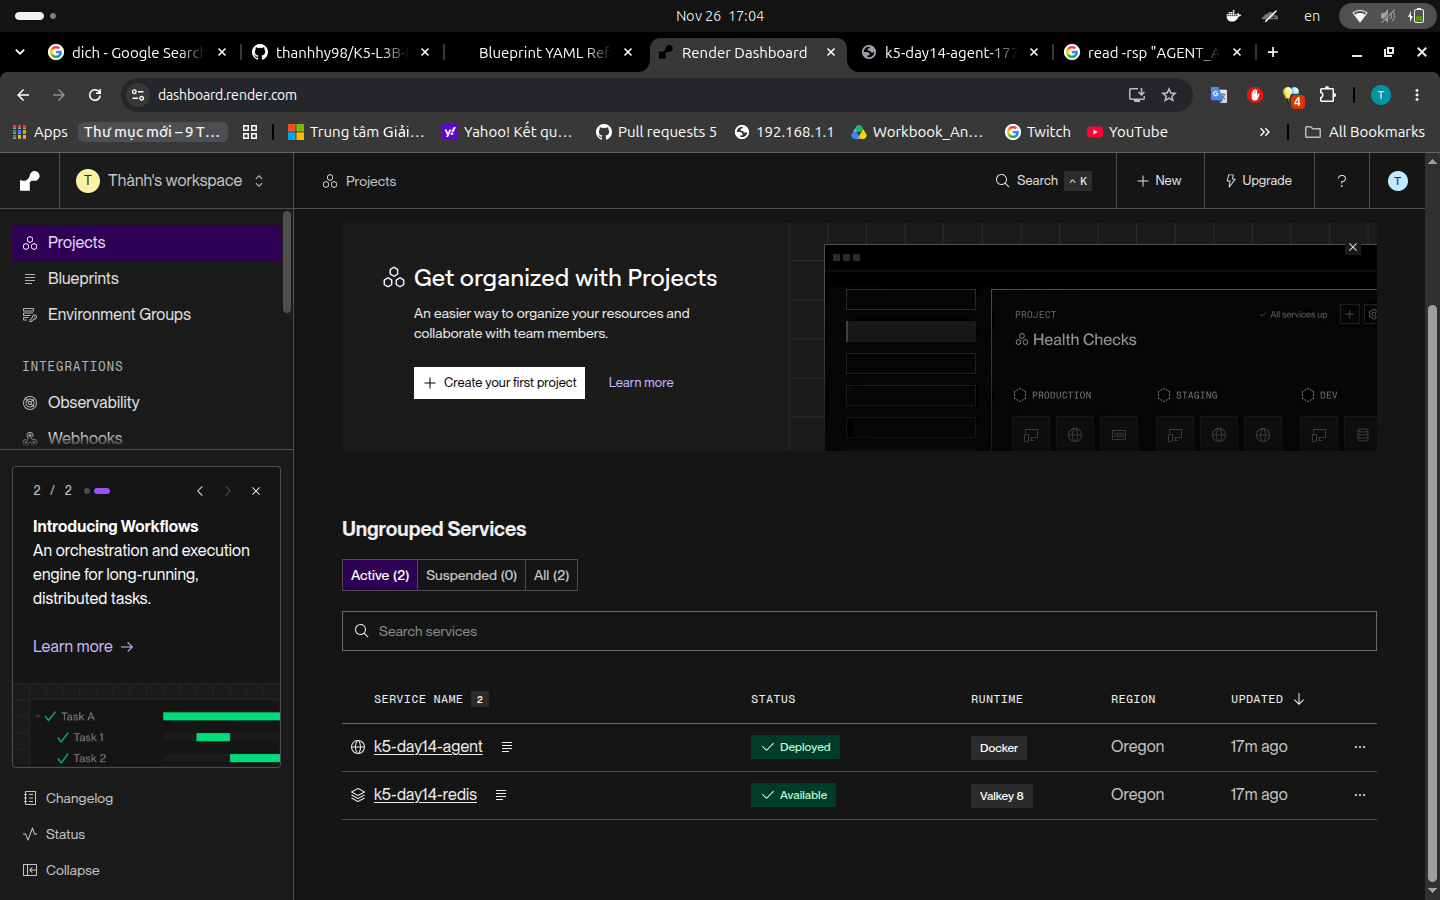 Nov 26 17:04
en
dich - Google Search
thanhhy98/K5-L3B-
Blueprint YAML Ref
Render Dashboard
k5-day14-agent-177
read -rsp "AGENT_A
dashboard.render.com
4
T
Apps
Thư mục mới – 9 T...
Trung tâm Giải...
Yahoo! Kết qu...
Pull requests 5
192.168.1.1
Workbook_An...
Twitch
YouTube
All Bookmarks
T
Thành's workspace
Projects
Search
K
New
Upgrade
?
T
Projects
Blueprints
Environment Groups
INTEGRATIONS
Observability
Webhooks
2 / 2
Introducing Workflows
An orchestration and execution
engine for long-running,
distributed tasks.
Learn more →
Task A
Task 1
Task 2
Changelog
Status
Collapse
Get organized with Projects
An easier way to organize your resources and
collaborate with team members.
+ Create your first project
Learn more
PROJECT
All services up
Health Checks
PRODUCTION
STAGING
DEV
Ungrouped Services
Active (2)
Suspended (0)
All (2)
Search services
SERVICE NAME 2
STATUS
RUNTIME
REGION
UPDATED
k5-day14-agent
Deployed
Docker
Oregon
17m ago
k5-day14-redis
Available
Valkey 8
Oregon
17m ago